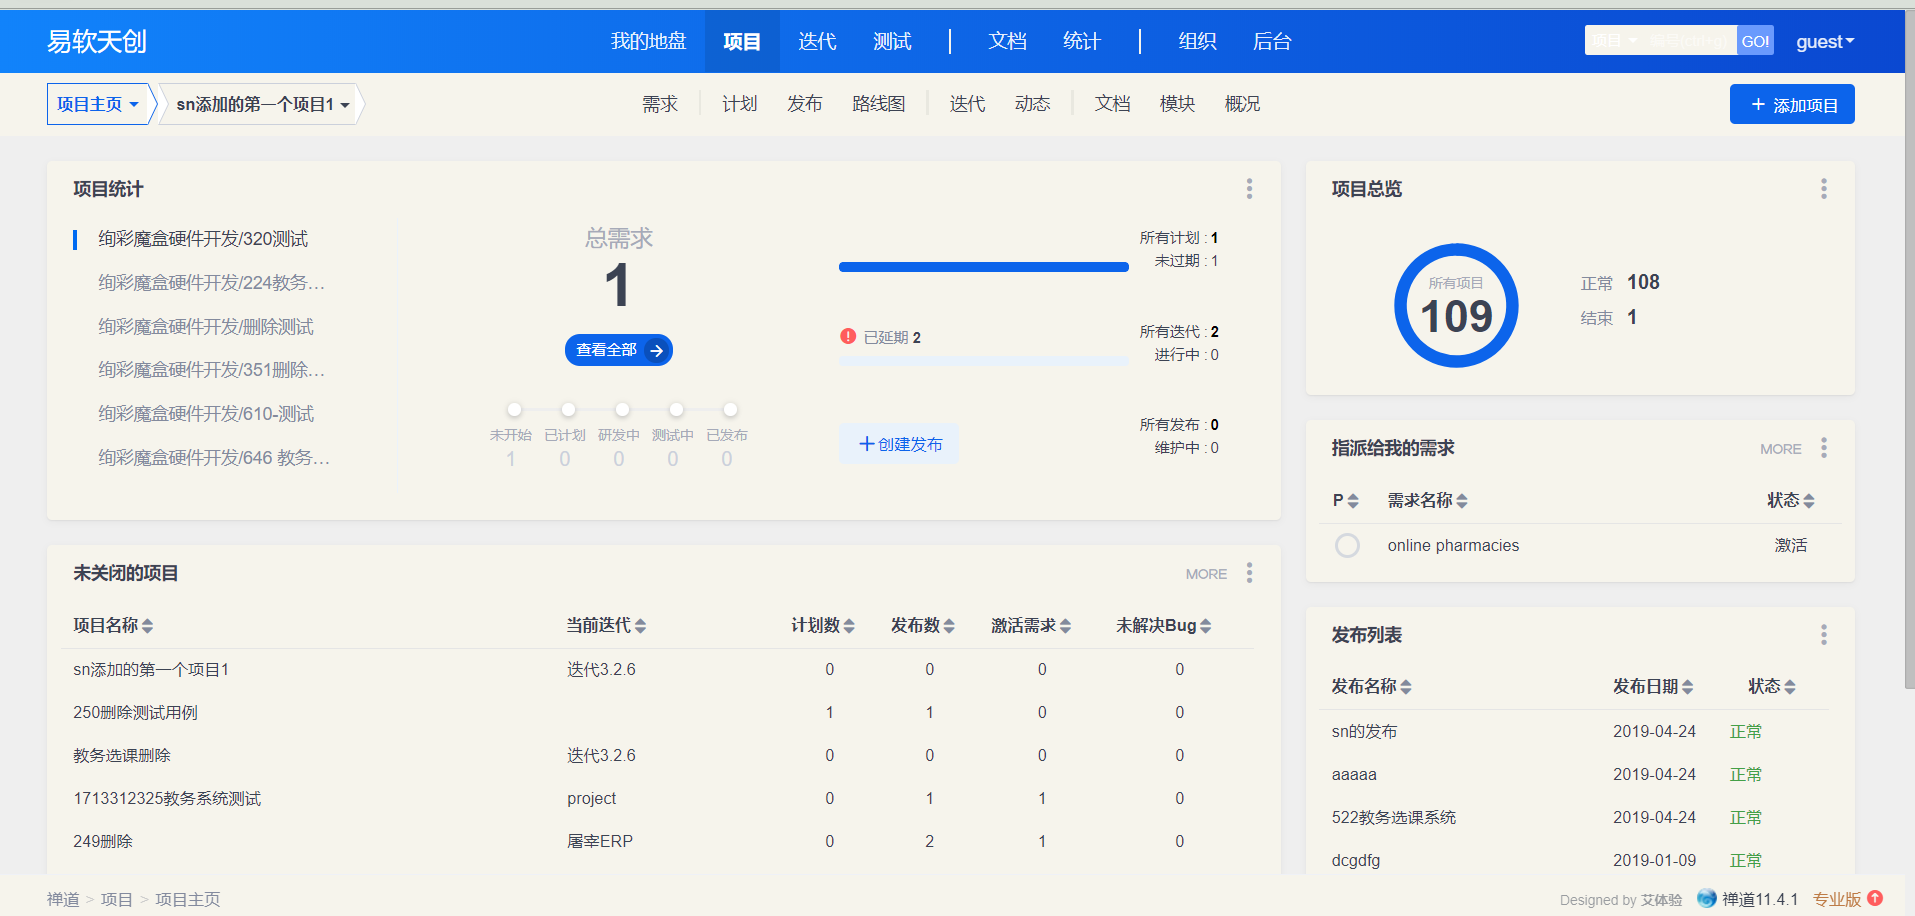 易软天创 我的地盘 项目 迭代 测试 文档 统计 组织 后台 项目 编号(ctrl+g) GO! guest
项目主页 sn添加的第一个项目1 需求 计划 发布 路线图 迭代 动态 文档 模块 概况 + 添加项目
项目统计
绚彩魔盒硬件开发/320测试
绚彩魔盒硬件开发/224教务…
绚彩魔盒硬件开发/删除测试
绚彩魔盒硬件开发/351删除…
绚彩魔盒硬件开发/610-测试
绚彩魔盒硬件开发/646 教务…
总需求
1
查看全部
未开始 已计划 研发中 测试中 已发布
1 0 0 0 0
所有计划 : 1
未过期 : 1
已延期 2
所有迭代 : 2
进行中 : 0
+创建发布
所有发布 : 0
维护中 : 0
项目总览
所有项目
109
正常 108
结束 1
指派给我的需求 MORE
P 需求名称 状态
online pharmacies 激活
未关闭的项目 MORE
项目名称 当前迭代 计划数 发布数 激活需求 未解决Bug
sn添加的第一个项目1 迭代3.2.6 0 0 0 0
250删除测试用例 1 1 0 0
教务选课删除 迭代3.2.6 0 0 0 0
1713312325教务系统测试 project 0 1 1 0
249删除 屠宰ERP 0 2 1 0
发布列表
发布名称 发布日期 状态
sn的发布 2019-04-24 正常
aaaaa 2019-04-24 正常
522教务选课系统 2019-04-24 正常
dcgdfg 2019-01-09 正常
禅道 > 项目 > 项目主页 Designed by 艾体验 禅道11.4.1 专业版